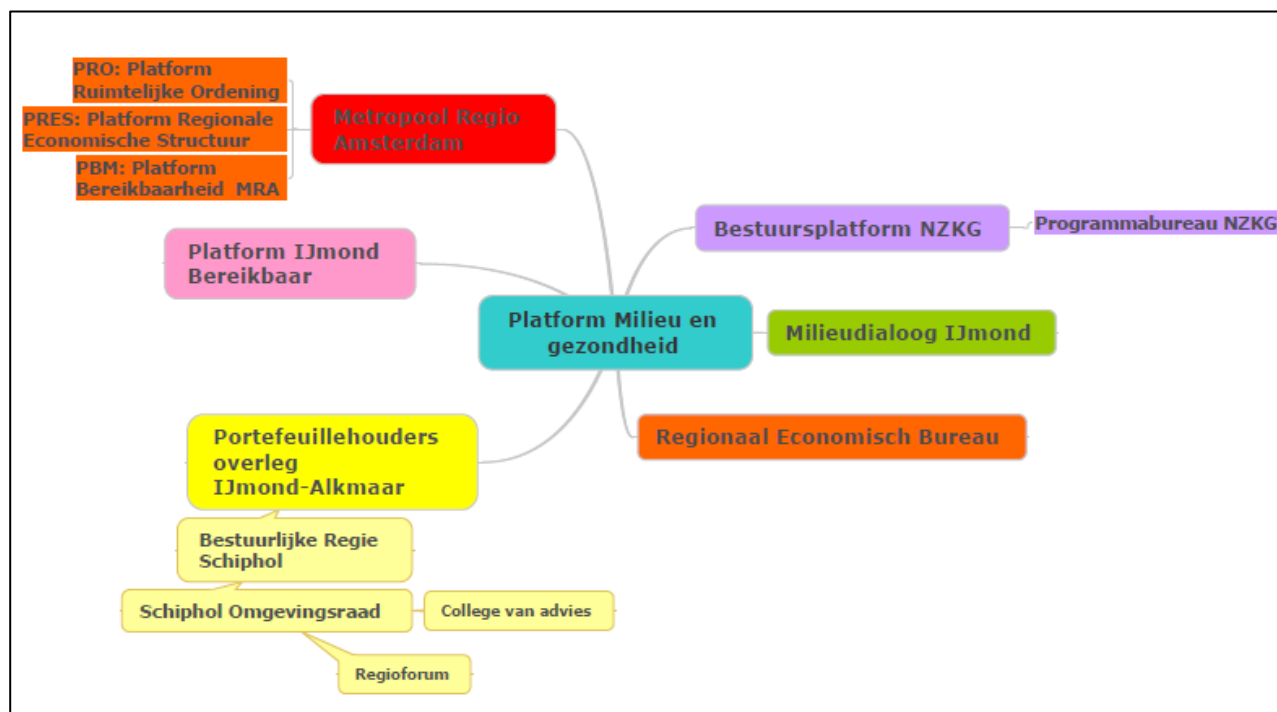 PRO: Platform
Ruimtelijke Ordening
PRES: Platform Regionale
Economische Structuur
PBM: Platform
Bereikbaarheid MRA
Metropool Regio
Amsterdam
Platform IJmond
Bereikbaar
Bestuursplatform NZKG
Programmabureau NZKG
Platform Milieu en
gezondheid
Milieudialoog IJmond
Regionaal Economisch Bureau
Portefeuillehouders
overleg
IJmond-Alkmaar
Bestuurlijke Regie
Schiphol
Schiphol Omgevingsraad
College van advies
Regioforum